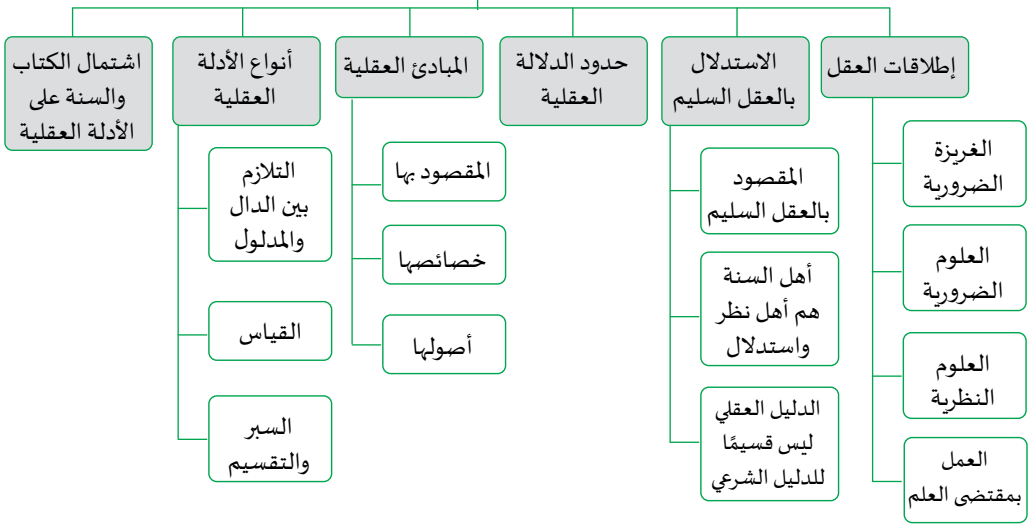 إطلاقات العقل
الغريزة
الضرورية
العلوم
الضرورية
العلوم
النظرية
العمل
بمقتضى العلم
الاستدلال
بالعقل السليم
المقصود
بالعقل السليم
أهل السنة
هم أهل نظر
واستدلال
الدليل العقلي
ليس قسيمًا
للدليل الشرعي
حدود الدلالة
العقلية
المبادئ العقلية
المقصود بها
خصائصها
أصولها
أنواع الأدلة
العقلية
التلازم
بين الدال
والمدلول
القياس
السبر
والتقسيم
اشتمال الكتاب
والسنة على
الأدلة العقلية